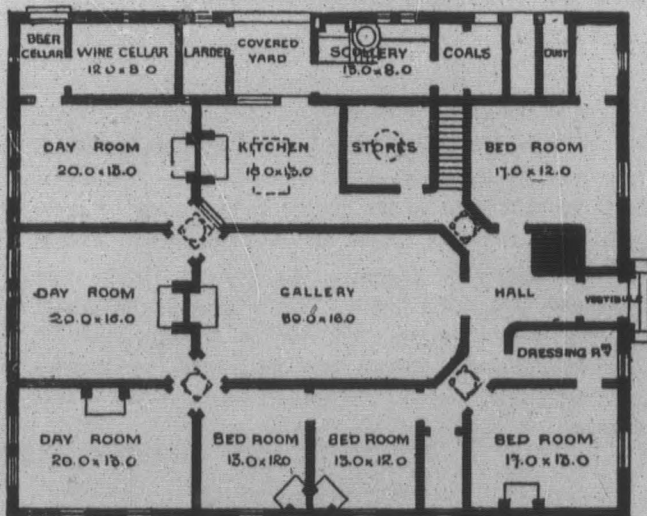 BEER
CELLAR
WINE CELLAR
12.0 x 8.0
LARDER
COVERED
YARD
SCULLERY
13.0 x 8.0
COALS
DUST
DAY ROOM
20.0 x 13.0
KITCHEN
STORES
BED ROOM
17.0 x 12.0
DAY ROOM
20.0 x 16.0
GALLERY
HALL
VESTIBULE
DRESSING RM
DAY ROOM
20.0 x 13.0
BED ROOM
13.0 x 12.0
BED ROOM
13.0 x 12.0
BED ROOM
17.0 x 13.0